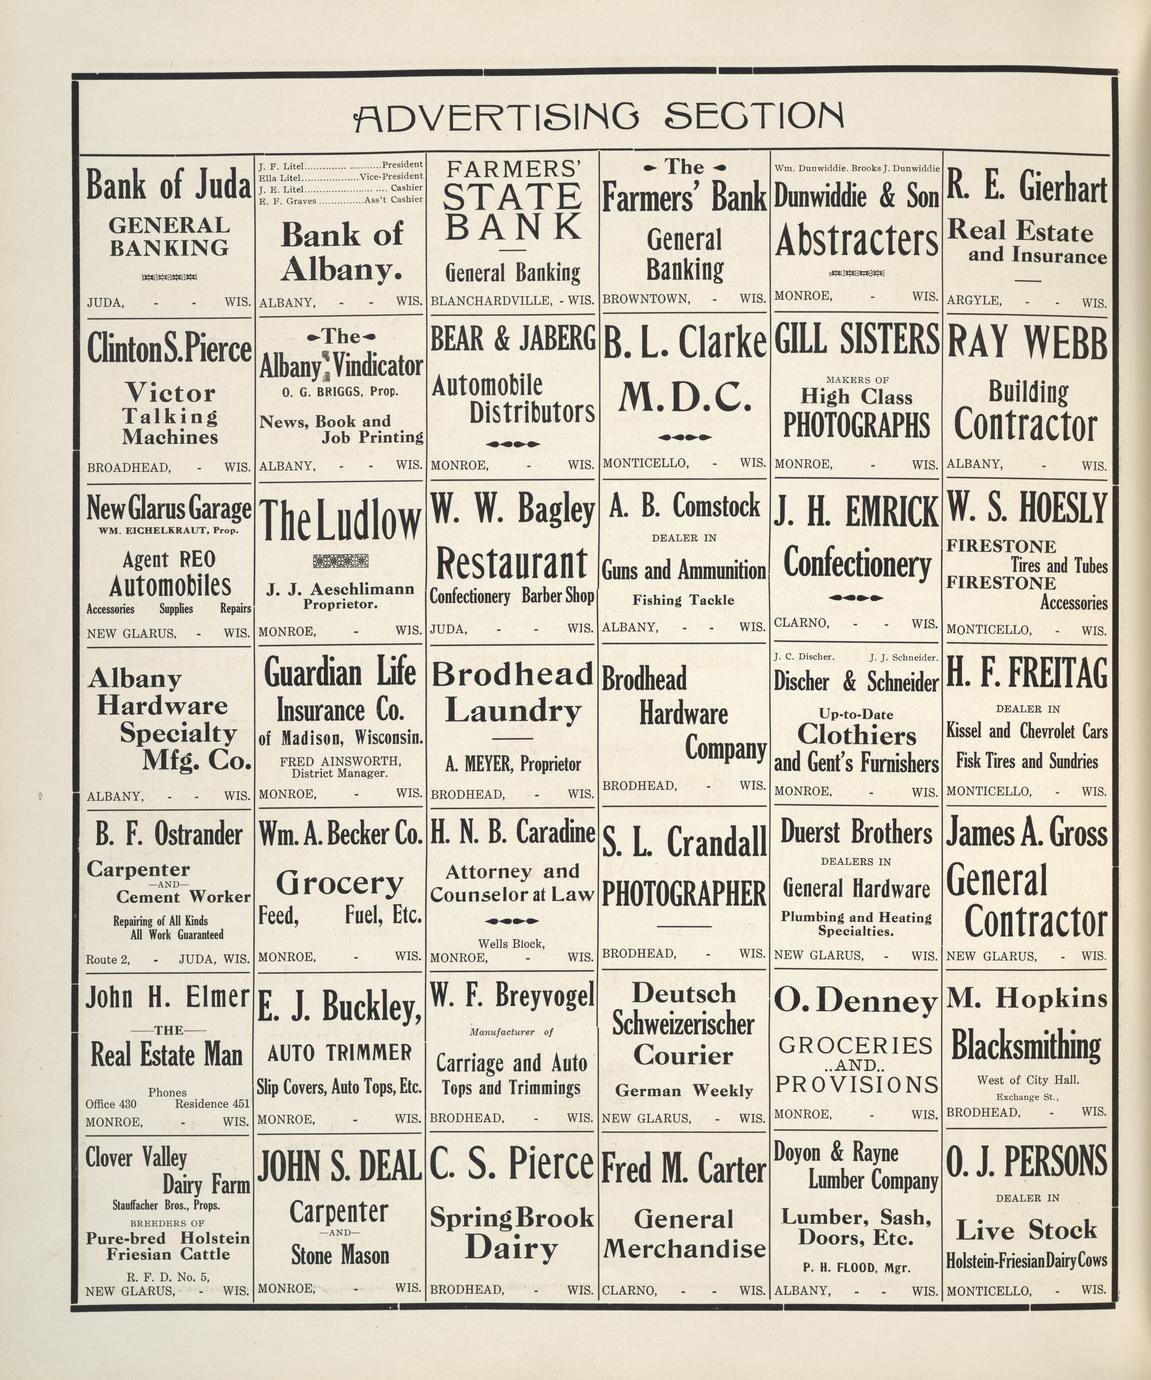 ADVERTISING SECTION
Bank of Juda
GENERAL
BANKING
JUDA, - - WIS.
J. F. Litel..........................President
Ella Litel..................Vice-President
J. E. Litel.......................... Cashier
E. F. Graves ..............Ass't Cashier
Bank of
Albany.
ALBANY, - - WIS.
FARMERS'
STATE
BANK
General Banking
BLANCHARDVILLE, - WIS.
The
Farmers' Bank
General
Banking
BROWNTOWN, - WIS.
Wm. Dunwiddie. Brooks J. Dunwiddie
Dunwiddie & Son
Abstracters
MONROE, - WIS.
R. E. Gierhart
Real Estate
and Insurance
ARGYLE, - - WIS.
Clinton S. Pierce
Victor
Talking
Machines
BROADHEAD, - WIS.
The
Albany Vindicator
O. G. BRIGGS, Prop.
News, Book and
Job Printing
ALBANY, - - WIS.
BEAR & JABERG
Automobile
Distributors
MONROE, - WIS.
B. L. Clarke
M.D.C.
MONTICELLO, - WIS.
GILL SISTERS
MAKERS OF
High Class
PHOTOGRAPHS
MONROE, - WIS.
RAY WEBB
Building
Contractor
ALBANY, - WIS.
New Glarus Garage
WM. EICHELKRAUT, Prop.
Agent REO
Automobiles
Accessories Supplies Repairs
NEW GLARUS, - WIS.
The Ludlow
J. J. Aeschlimann
Proprietor.
MONROE, - WIS.
W. W. Bagley
Restaurant
Confectionery Barber Shop
JUDA, - - WIS.
A. B. Comstock
DEALER IN
Guns and Ammunition
Fishing Tackle
ALBANY, - - WIS.
J. H. EMRICK
Confectionery
CLARNO, - - WIS.
W. S. HOESLY
FIRESTONE
Tires and Tubes
FIRESTONE
Accessories
MONTICELLO, - WIS.
Albany
Hardware
Specialty
Mfg. Co.
ALBANY, - - WIS.
Guardian Life
Insurance Co.
of Madison, Wisconsin.
FRED AINSWORTH,
District Manager.
MONROE, - WIS.
Brodhead
Laundry
A. MEYER, Proprietor
BRODHEAD, - WIS.
Brodhead
Hardware
Company
BRODHEAD, - WIS.
J. C. Discher. J. J. Schneider.
Discher & Schneider
Up-to-Date
Clothiers
and Gent's Furnishers
MONROE, - WIS.
H. F. FREITAG
DEALER IN
Kissel and Chevrolet Cars
Fisk Tires and Sundries
MONTICELLO, - WIS.
B. F. Ostrander
Carpenter
—AND—
Cement Worker
Repairing of All Kinds
All Work Guaranteed
Route 2, - JUDA, WIS.
Wm. A. Becker Co.
Grocery
Feed, Fuel, Etc.
MONROE, - WIS.
H. N. B. Caradine
Attorney and
Counselor at Law
Wells Block,
MONROE, - WIS.
S. L. Crandall
PHOTOGRAPHER
BRODHEAD, - WIS.
Duerst Brothers
DEALERS IN
General Hardware
Plumbing and Heating
Specialties.
NEW GLARUS, - WIS.
James A. Gross
General
Contractor
NEW GLARUS, - WIS.
John H. Elmer
—THE—
Real Estate Man
Phones
Office 430 Residence 451
MONROE, - WIS.
E. J. Buckley,
AUTO TRIMMER
Slip Covers, Auto Tops, Etc.
MONROE, - WIS.
W. F. Breyvogel
Manufacturer of
Carriage and Auto
Tops and Trimmings
BRODHEAD, - WIS.
Deutsch
Schweizerischer
Courier
German Weekly
NEW GLARUS, - WIS.
O. Denney
GROCERIES
..AND..
PROVISIONS
MONROE, - WIS.
M. Hopkins
Blacksmithing
West of City Hall.
Exchange St.,
BRODHEAD, - WIS.
Clover Valley
Dairy Farm
Stauffacher Bros., Props.
BREEDERS OF
Pure-bred Holstein
Friesian Cattle
R. F. D. No. 5,
NEW GLARUS, - WIS.
JOHN S. DEAL
Carpenter
—AND—
Stone Mason
MONROE, - WIS.
C. S. Pierce
Spring Brook
Dairy
BRODHEAD, - WIS.
Fred M. Carter
General
Merchandise
CLARNO, - - WIS.
Doyon & Rayne
Lumber Company
Lumber, Sash,
Doors, Etc.
P. H. FLOOD, Mgr.
ALBANY, - - WIS.
O. J. PERSONS
DEALER IN
Live Stock
Holstein-Friesian Dairy Cows
MONTICELLO, - WIS.